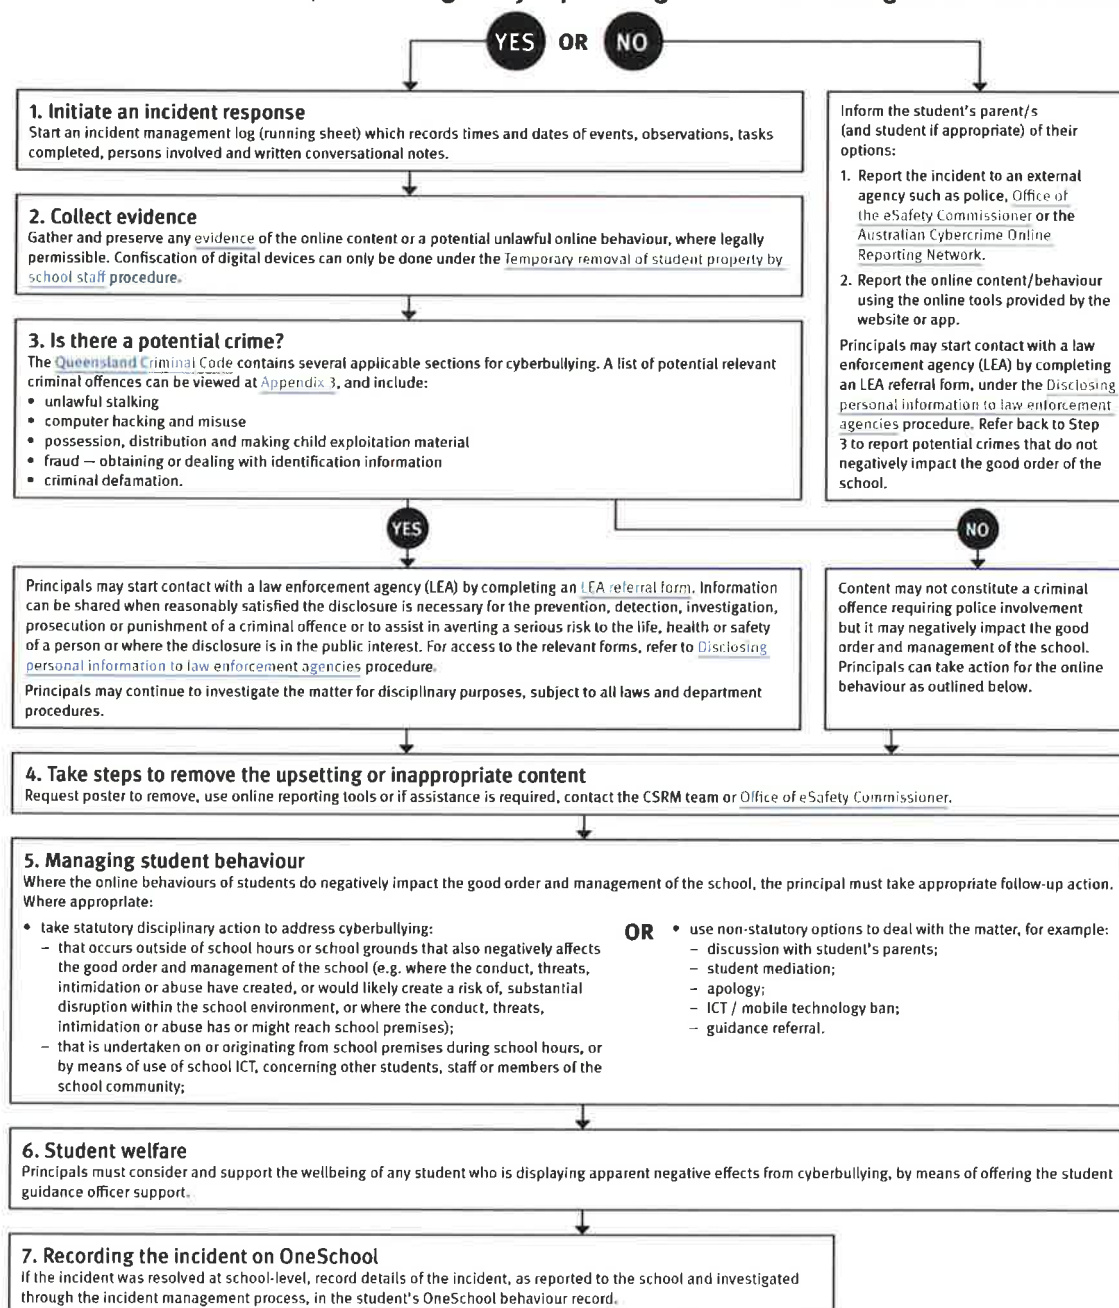 YES OR NO
1. Initiate an incident response
Start an incident management log (running sheet) which records times and dates of events, observations, tasks
completed, persons involved and written conversational notes.
Inform the student's parent/s
(and student if appropriate) of their
options:
1. Report the incident to an external
agency such as police, Office of
the eSafety Commissioner or the
Australian Cybercrime Online
Reporting Network.
2. Report the online content/behaviour
using the online tools provided by the
website or app.
Principals may start contact with a law
enforcement agency (LEA) by completing
an LEA referral form, under the Disclosing
personal information to law enforcement
agencies procedure. Refer back to Step
3 to report potential crimes that do not
negatively impact the good order of the
school.
2. Collect evidence
Gather and preserve any evidence of the online content or a potential unlawful online behaviour, where legally
permissible. Confiscation of digital devices can only be done under the Temporary removal of student property by
school staff procedure.
3. Is there a potential crime?
The Queensland Criminal Code contains several applicable sections for cyberbullying. A list of potential relevant
criminal offences can be viewed at Appendix 3, and include:
• unlawful stalking
• computer hacking and misuse
• possession, distribution and making child exploitation material
• fraud – obtaining or dealing with identification information
• criminal defamation.
YES
NO
Principals may start contact with a law enforcement agency (LEA) by completing an LEA referral form. Information
can be shared when reasonably satisfied the disclosure is necessary for the prevention, detection, investigation,
prosecution or punishment of a criminal offence or to assist in averting a serious risk to the life, health or safety
of a person or where the disclosure is in the public interest. For access to the relevant forms, refer to Disclosing
personal information to law enforcement agencies procedure.
Principals may continue to investigate the matter for disciplinary purposes, subject to all laws and department
procedures.
Content may not constitute a criminal
offence requiring police involvement
but it may negatively impact the good
order and management of the school.
Principals can take action for the online
behaviour as outlined below.
4. Take steps to remove the upsetting or inappropriate content
Request poster to remove, use online reporting tools or if assistance is required, contact the CSRM team or Office of eSafety Commissioner.
5. Managing student behaviour
Where the online behaviours of students do negatively impact the good order and management of the school, the principal must take appropriate follow-up action.
Where appropriate:
• take statutory disciplinary action to address cyberbullying:
– that occurs outside of school hours or school grounds that also negatively affects
the good order and management of the school (e.g. where the conduct, threats,
intimidation or abuse have created, or would likely create a risk of, substantial
disruption within the school environment, or where the conduct, threats,
intimidation or abuse has or might reach school premises);
– that is undertaken on or originating from school premises during school hours, or
by means of use of school ICT, concerning other students, staff or members of the
school community;
OR
• use non-statutory options to deal with the matter, for example:
– discussion with student's parents;
– student mediation;
– apology;
– ICT / mobile technology ban;
– guidance referral.
6. Student welfare
Principals must consider and support the wellbeing of any student who is displaying apparent negative effects from cyberbullying, by means of offering the student
guidance officer support.
7. Recording the incident on OneSchool
If the incident was resolved at school-level, record details of the incident, as reported to the school and investigated
through the incident management process, in the student's OneSchool behaviour record.